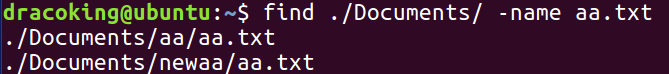 dracoking@ubuntu:~$ find ./Documents/ -name aa.txt
./Documents/aa/aa.txt
./Documents/newaa/aa.txt